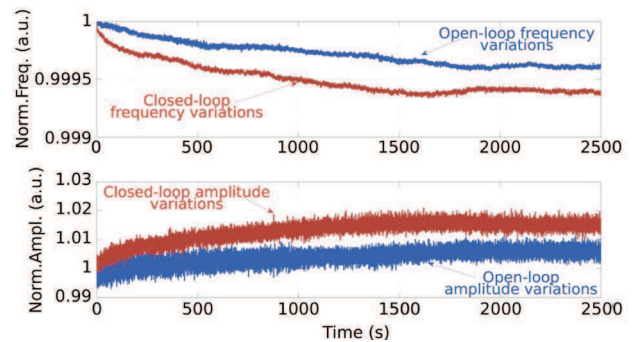 Norm.Freq. (a.u.)
1
0.9995
0.999
Open-loop frequency
variations
Closed-loop
frequency variations
0
500
1000
1500
2000
2500
Norm.Ampl. (a.u.)
1.03
1.02
1.01
1
0.99
Closed-loop amplitude
variations
Open-loop
amplitude variations
0
500
1000
1500
2000
2500
Time (s)